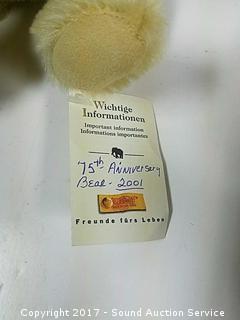 Wichtige
Informationen
Important information
Informations importantes
75th Anniversary
Bear - 2001
Freunde fürs Leben
Copyright 2017 - Sound Auction Service